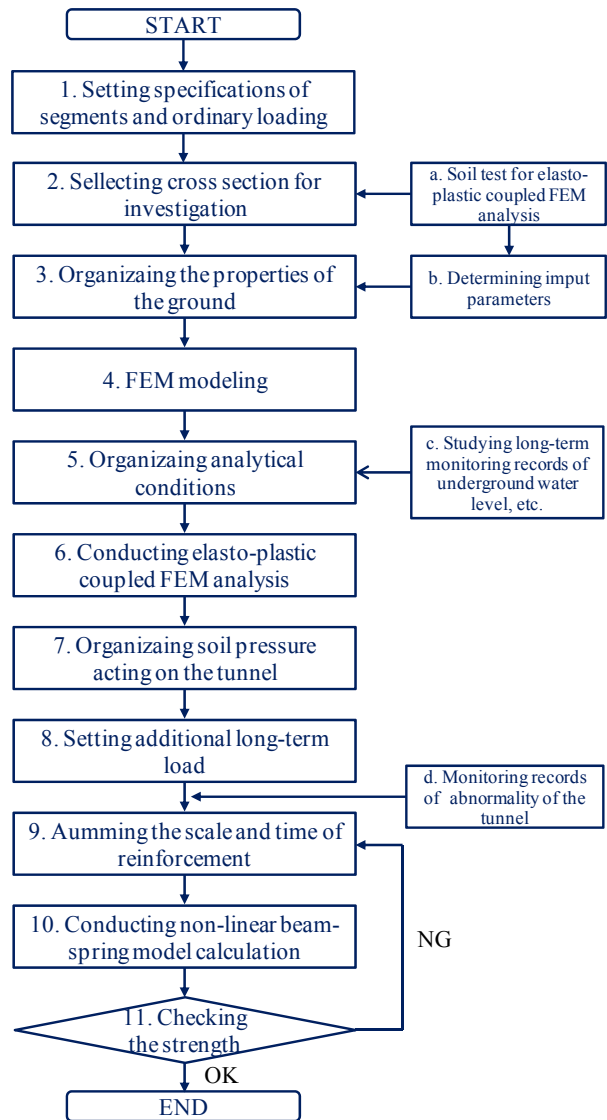 START
1. Setting specifications of
segments and ordinary loading
2. Sellecting cross section for
investigation
a. Soil test for elasto-
plastic coupled FEM
analysis
3. Organizaing the properties of
the ground
b. Determining imput
parameters
4. FEM modeling
5. Organizaing analytical
conditions
c. Studying long-term
monitoring records of
underground water
level, etc.
6. Conducting elasto-plastic
coupled FEM analysis
7. Organizaing soil pressure
acting on the tunnel
8. Setting additional long-term
load
d. Monitoring records
of abnormality of the
tunnel
9. Aumming the scale and time of
reinforcement
10. Conducting non-linear beam-
spring model calculation
NG
11. Checking
the strength
OK
END